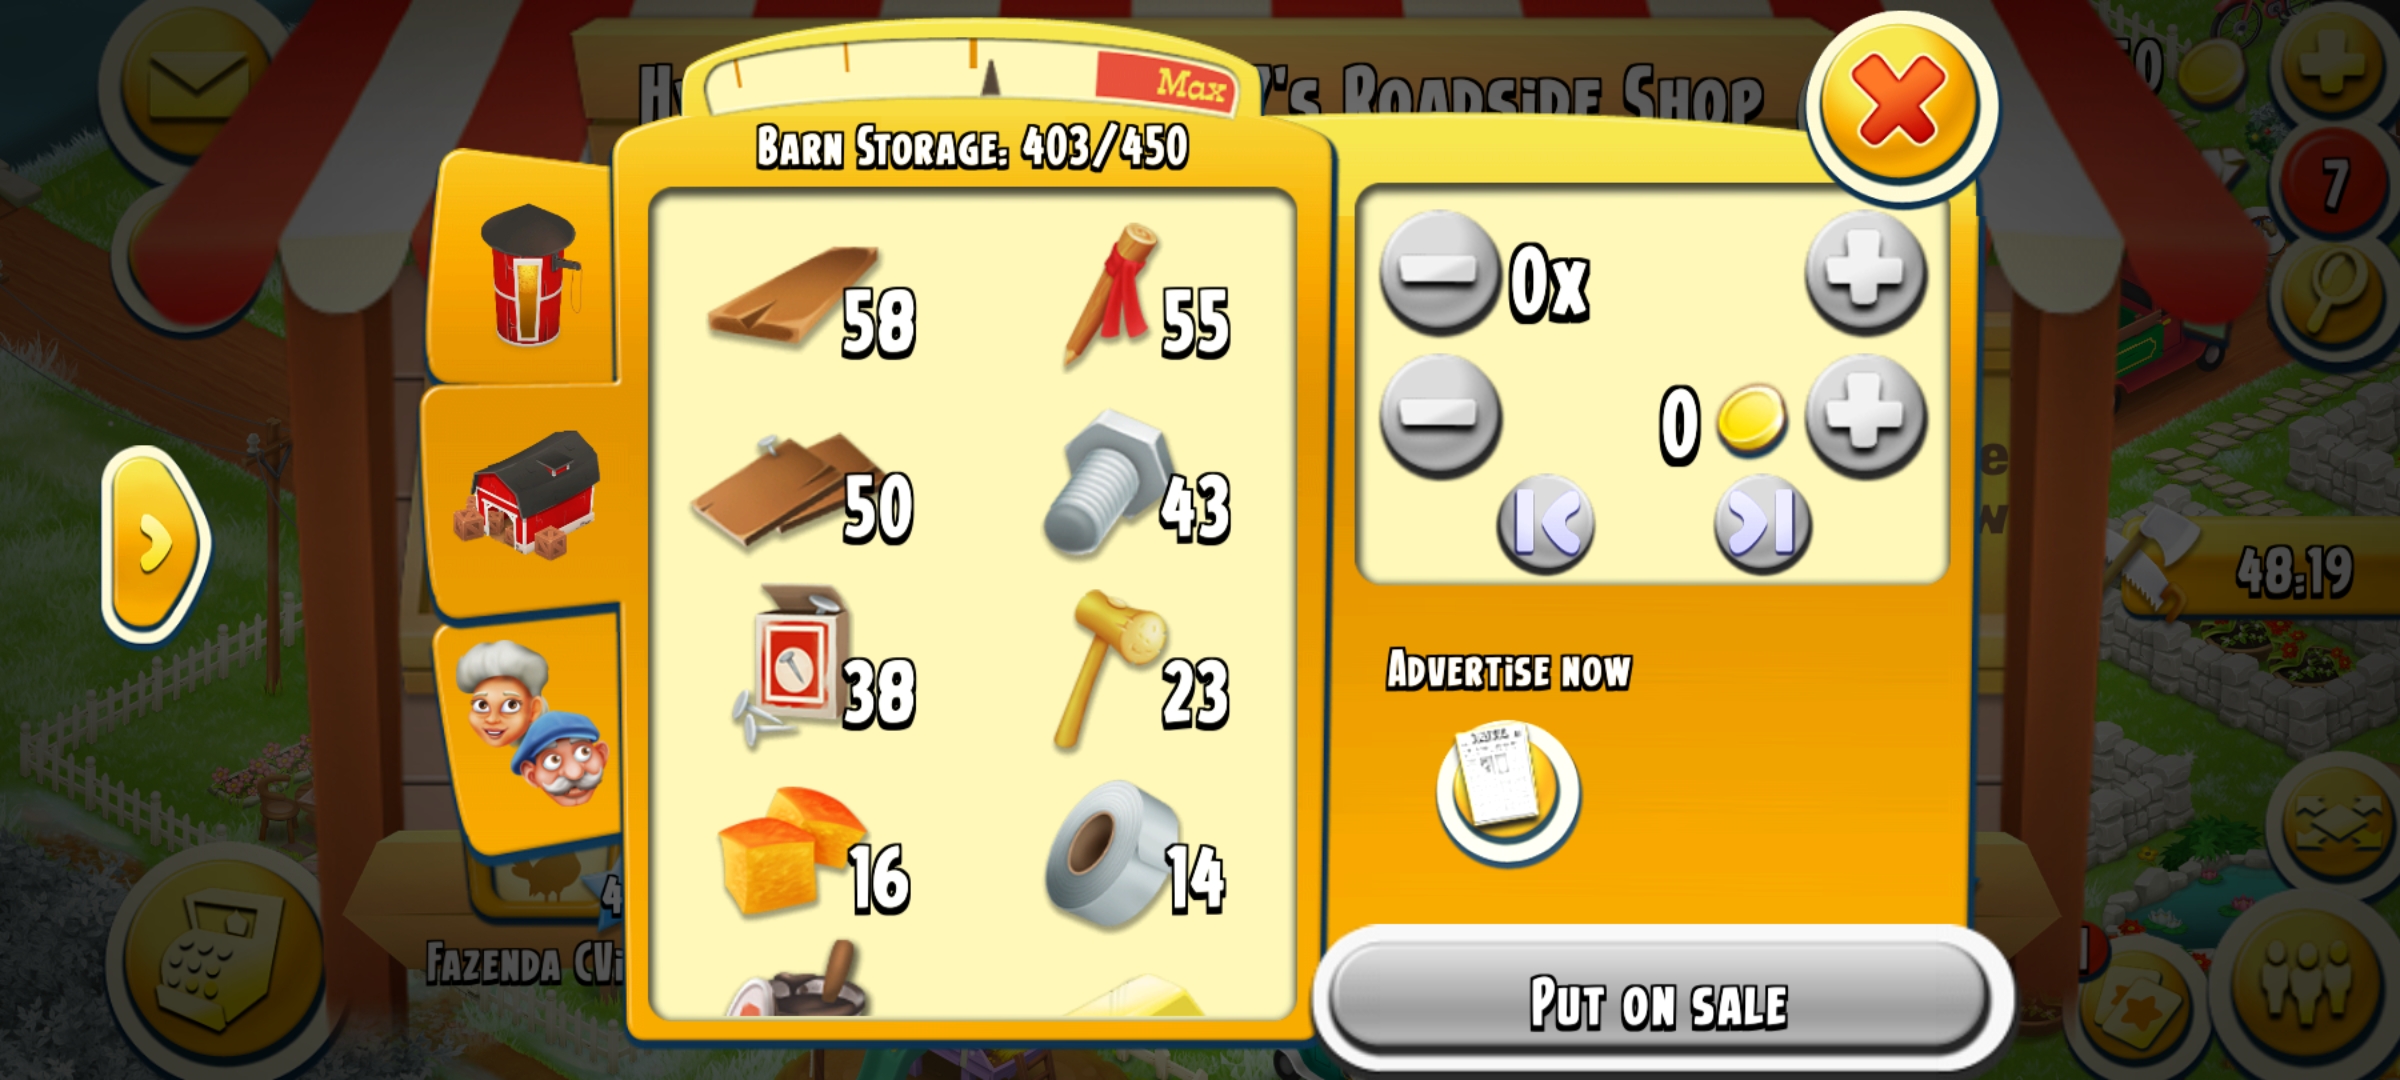 Max
's Roadside Shop
Barn Storage: 403/450
58
55
50
43
38
23
16
14
0x
0
Advertise now
Put on sale
7
48:19
Fazenda CVi